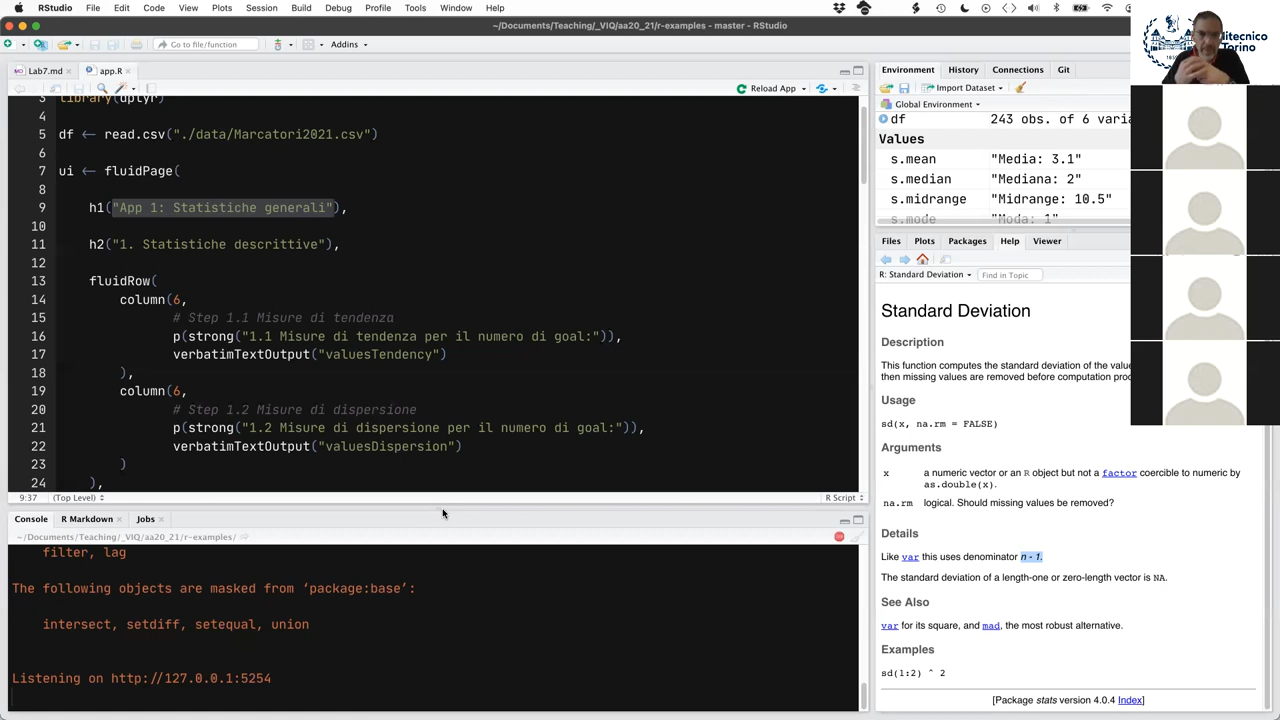 RStudio File Edit Code View Plots Session Build Debug Profile Tools Window Help
~/Documents/Teaching/_VIQ/aa20_21/r-examples - master - RStudio
Go to file/function
Addins
Lab7.md
app.R
Reload App
3 library(dplyr)
4
5 df <- read.csv("./data/Marcatori2021.csv")
6
7 ui <- fluidPage(
8
9 h1("App 1: Statistiche generali"),
10
11 h2("1. Statistiche descrittive"),
12
13 fluidRow(
14 column(6,
15 # Step 1.1 Misure di tendenza
16 p(strong("1.1 Misure di tendenza per il numero di goal:")),
17 verbatimTextOutput("valuesTendency")
18 ),
19 column(6,
20 # Step 1.2 Misure di dispersione
21 p(strong("1.2 Misure di dispersione per il numero di goal:")),
22 verbatimTextOutput("valuesDispersion")
23 )
24 ),
9:37 (Top Level) R Script
Console R Markdown Jobs
~/Documents/Teaching/_VIQ/aa20_21/r-examples/
filter, lag
The following objects are masked from ‘package:base’:
intersect, setdiff, setequal, union
Listening on http://127.0.0.1:5254
Environment History Connections Git
Import Dataset
Global Environment
df 243 obs. of 6 varia
Values
s.mean "Media: 3.1"
s.median "Mediana: 2"
s.midrange "Midrange: 10.5"
s.mode "Moda: 1"
Files Plots Packages Help Viewer
R: Standard Deviation
Find in Topic
Standard Deviation
Description
This function computes the standard deviation of the value
then missing values are removed before computation proc
Usage
sd(x, na.rm = FALSE)
Arguments
x a numeric vector or an R object but not a factor coercible to numeric by
as.double(x).
na.rm logical. Should missing values be removed?
Details
Like var this uses denominator n - 1.
The standard deviation of a length-one or zero-length vector is NA.
See Also
var for its square, and mad, the most robust alternative.
Examples
sd(1:2) ^ 2
[Package stats version 4.0.4 Index]
litecnico
Torino